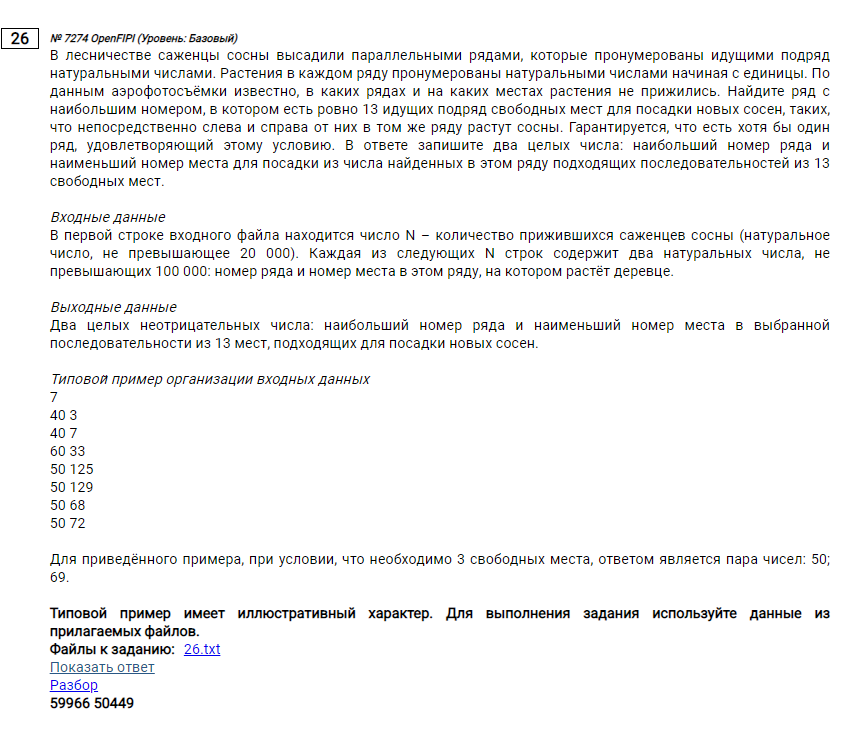 26 № 7274 OpenFIPI (Уровень: Базовый)
В лесничестве саженцы сосны высадили параллельными рядами, которые пронумерованы идущими подряд
натуральными числами. Растения в каждом ряду пронумерованы натуральными числами начиная с единицы. По
данным аэрофотосъёмки известно, в каких рядах и на каких местах растения не прижились. Найдите ряд с
наибольшим номером, в котором есть ровно 13 идущих подряд свободных мест для посадки новых сосен, таких,
что непосредственно слева и справа от них в том же ряду растут сосны. Гарантируется, что есть хотя бы один
ряд, удовлетворяющий этому условию. В ответе запишите два целых числа: наибольший номер ряда и
наименьший номер места для посадки из числа найденных в этом ряду подходящих последовательностей из 13
свободных мест.
Входные данные
В первой строке входного файла находится число N – количество прижившихся саженцев сосны (натуральное
число, не превышающее 20 000). Каждая из следующих N строк содержит два натуральных числа, не
превышающих 100 000: номер ряда и номер места в этом ряду, на котором растёт деревце.
Выходные данные
Два целых неотрицательных числа: наибольший номер ряда и наименьший номер места в выбранной
последовательности из 13 мест, подходящих для посадки новых сосен.
Типовой пример организации входных данных
7
40 3
40 7
60 33
50 125
50 129
50 68
50 72
Для приведённого примера, при условии, что необходимо 3 свободных места, ответом является пара чисел: 50;
69.
Типовой пример имеет иллюстративный характер. Для выполнения задания используйте данные из
прилагаемых файлов.
Файлы к заданию: 26.txt
Показать ответ
Разбор
59966 50449